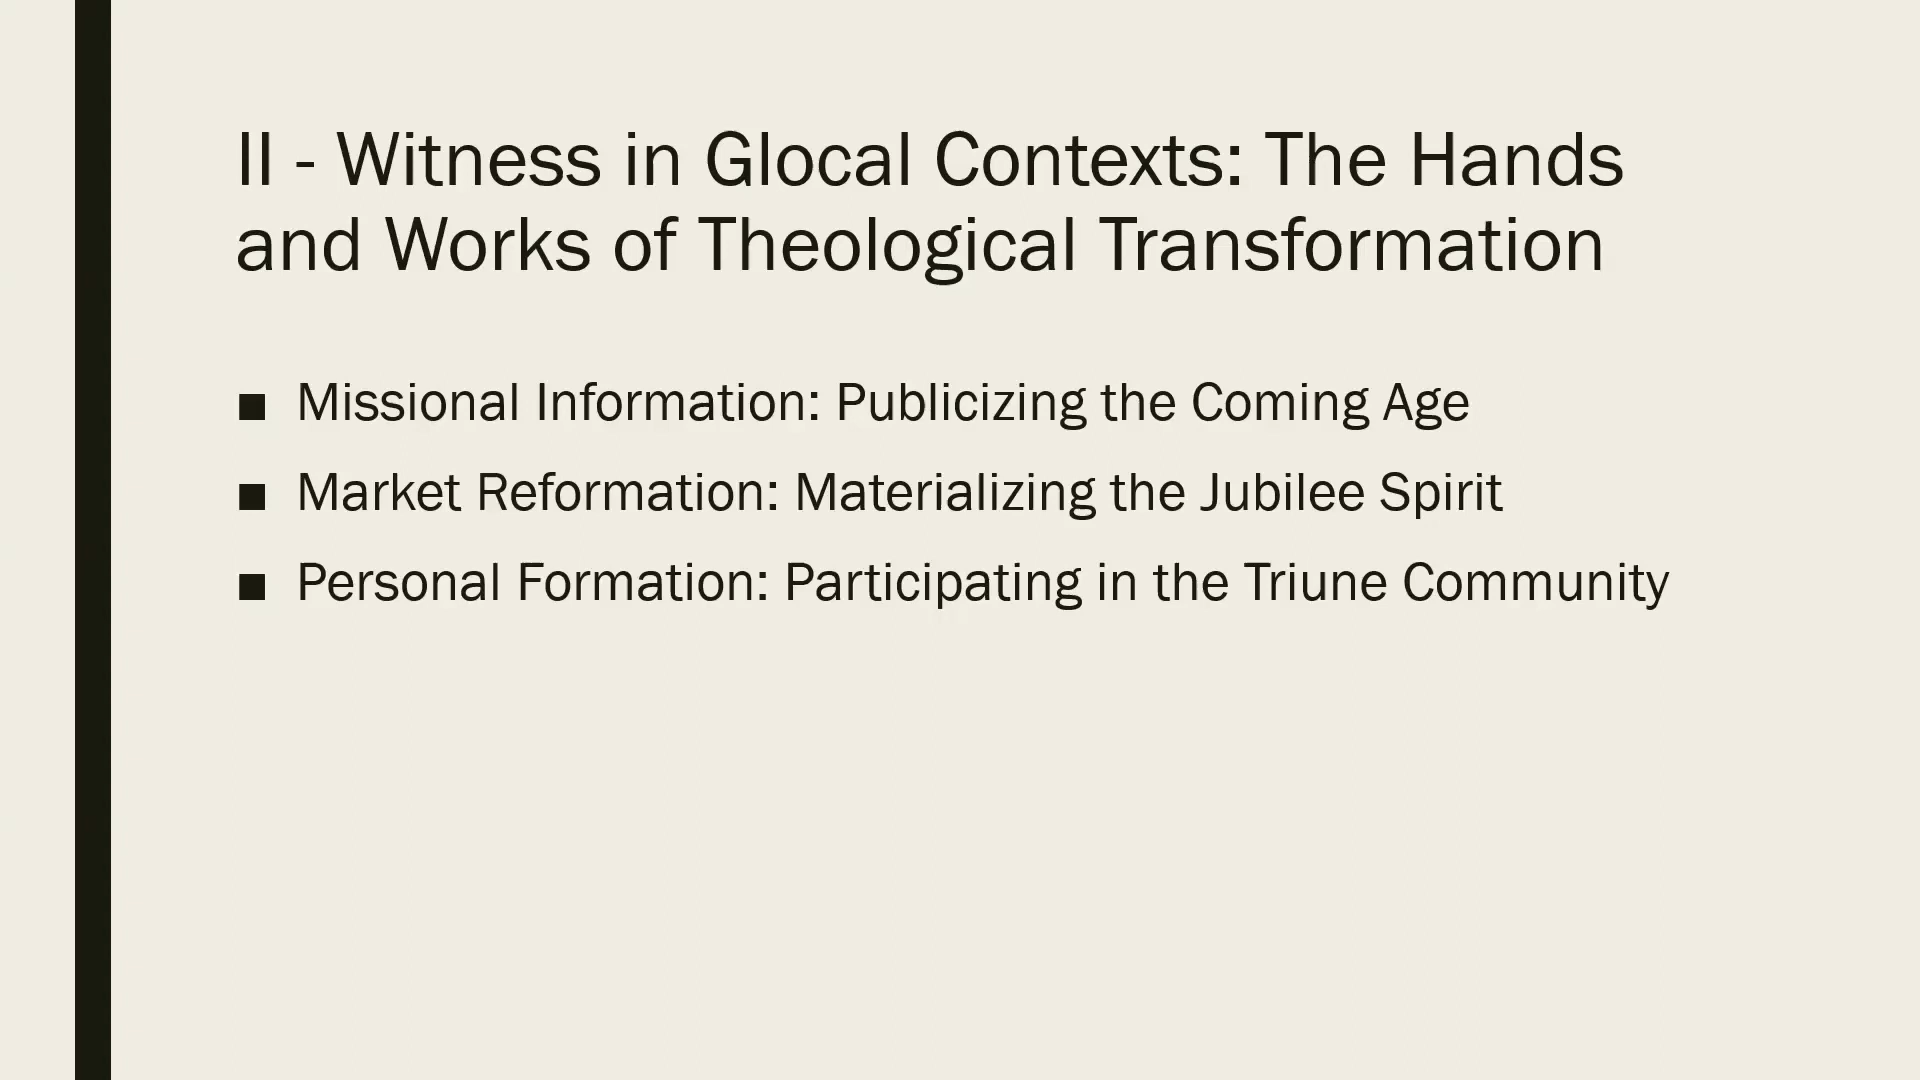 II - Witness in Glocal Contexts: The Hands
and Works of Theological Transformation
■ Missional Information: Publicizing the Coming Age
■ Market Reformation: Materializing the Jubilee Spirit
■ Personal Formation: Participating in the Triune Community